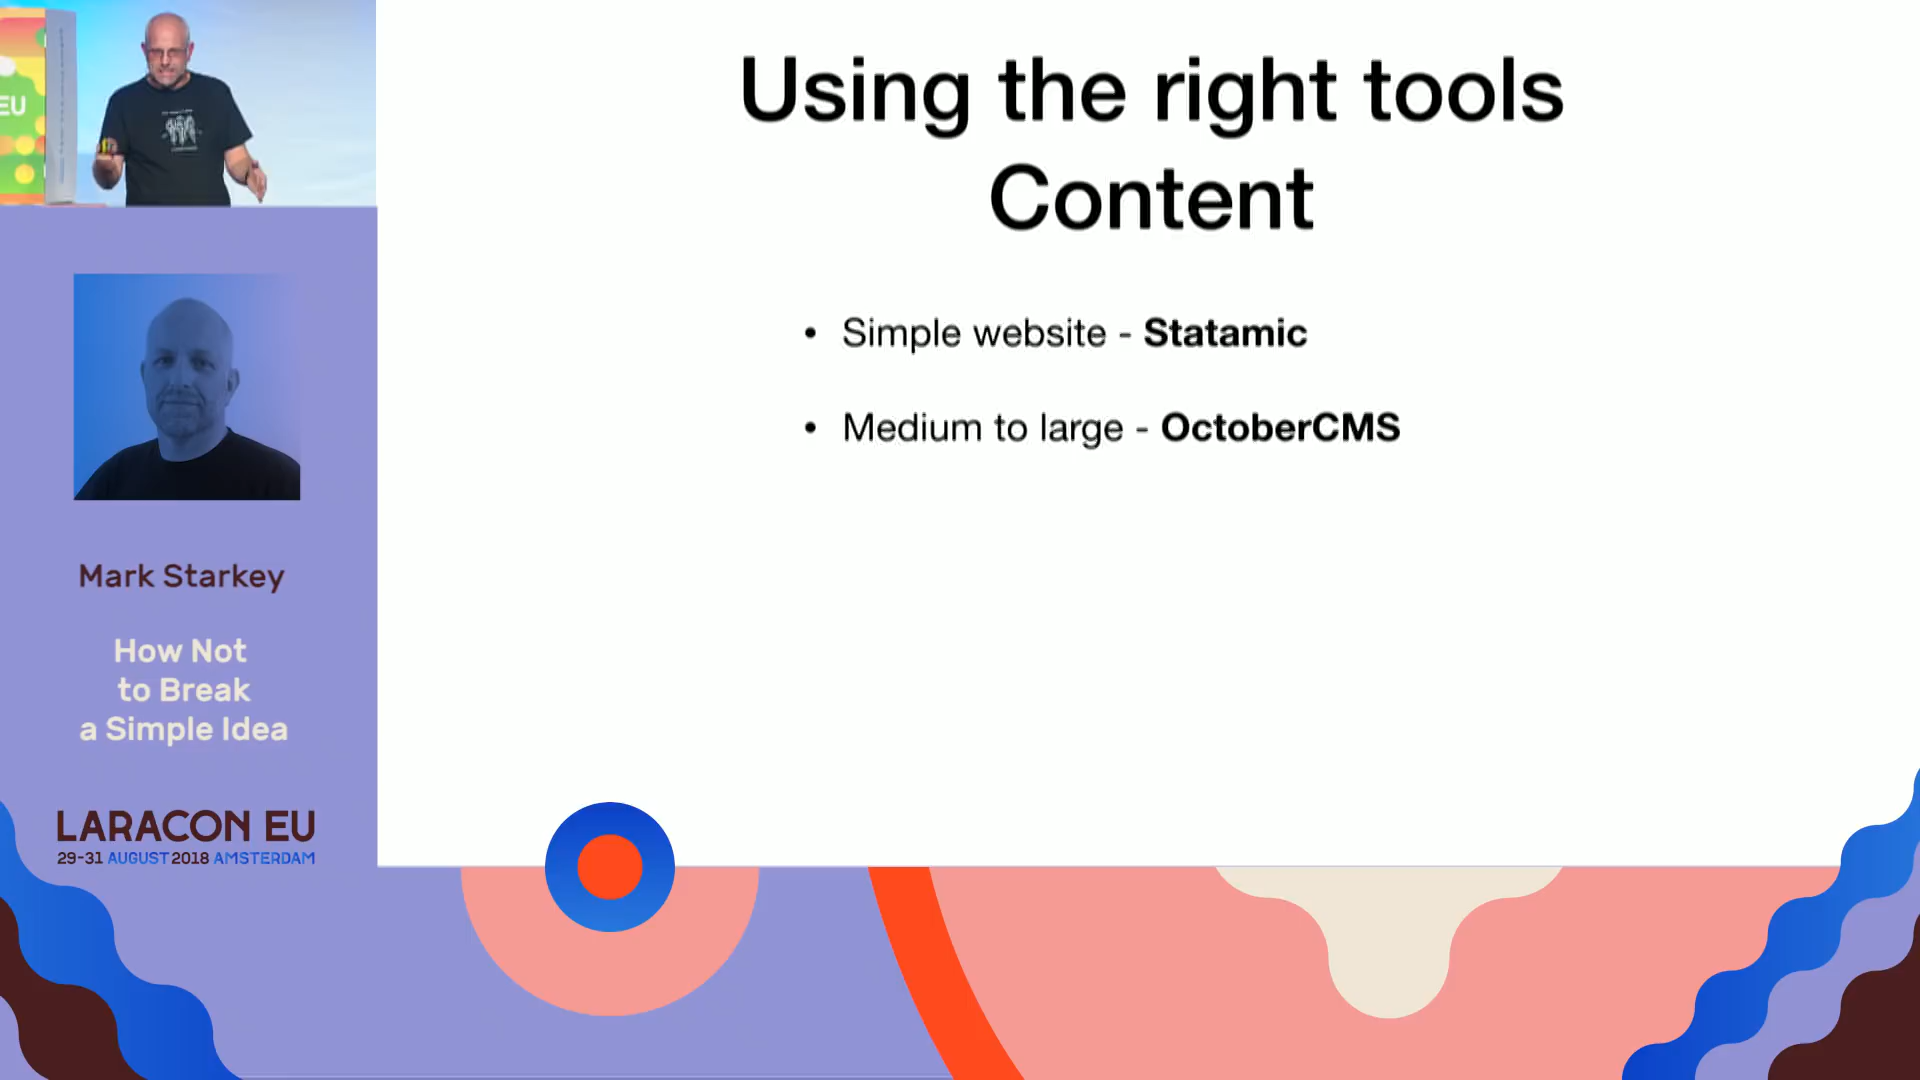 EU
Using the right tools
Content
• Simple website - Statamic
• Medium to large - OctoberCMS
Mark Starkey
How Not
to Break
a Simple Idea
LARACON EU
29-31 AUGUST 2018 AMSTERDAM